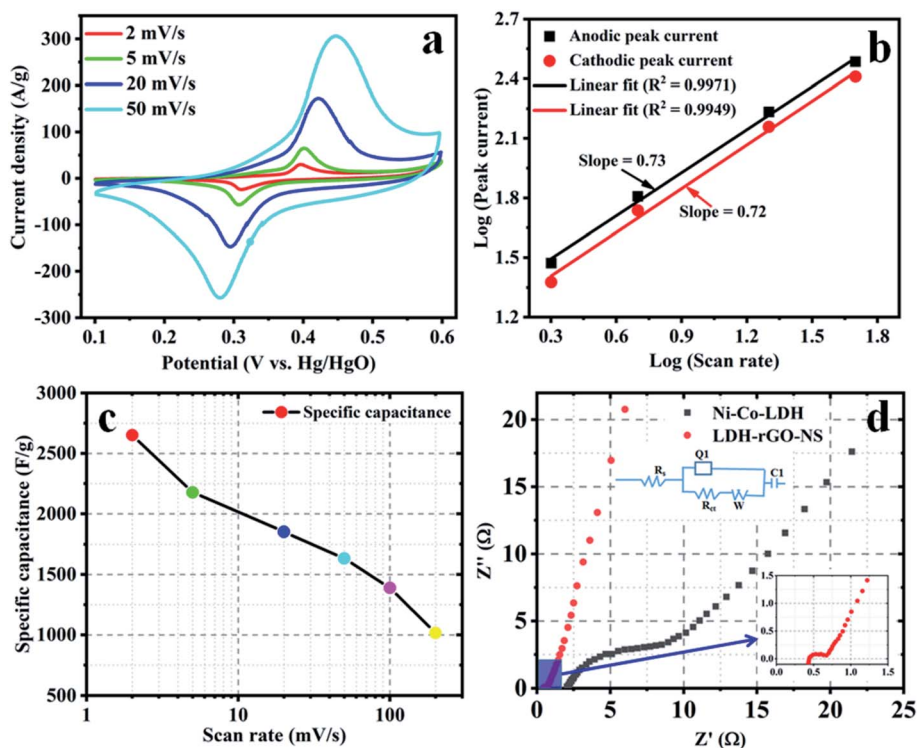 a
2 mV/s
5 mV/s
20 mV/s
50 mV/s
300
200
100
0
-100
-200
-300
Current density (A/g)
0.1 0.2 0.3 0.4 0.5 0.6
Potential (V vs. Hg/HgO)
b
Anodic peak current
Cathodic peak current
Linear fit (R² = 0.9971)
Linear fit (R² = 0.9949)
Slope = 0.73
Slope = 0.72
2.4
2.1
1.8
1.5
1.2
Log (Peak current)
0.3 0.6 0.9 1.2 1.5 1.8
Log (Scan rate)
c
Specific capacitance
3000
2500
2000
1500
1000
500
Specific capacitance (F/g)
1 10 100
Scan rate (mV/s)
d
Ni-Co-LDH
LDH-rGO-NS
Q1
Rs
C1
Rct
W
20
15
10
5
0
Z'' (Ω)
1.5
1.0
0.5
0.0
0.0 0.5 1.0 1.5
0 5 10 15 20 25
Z' (Ω)